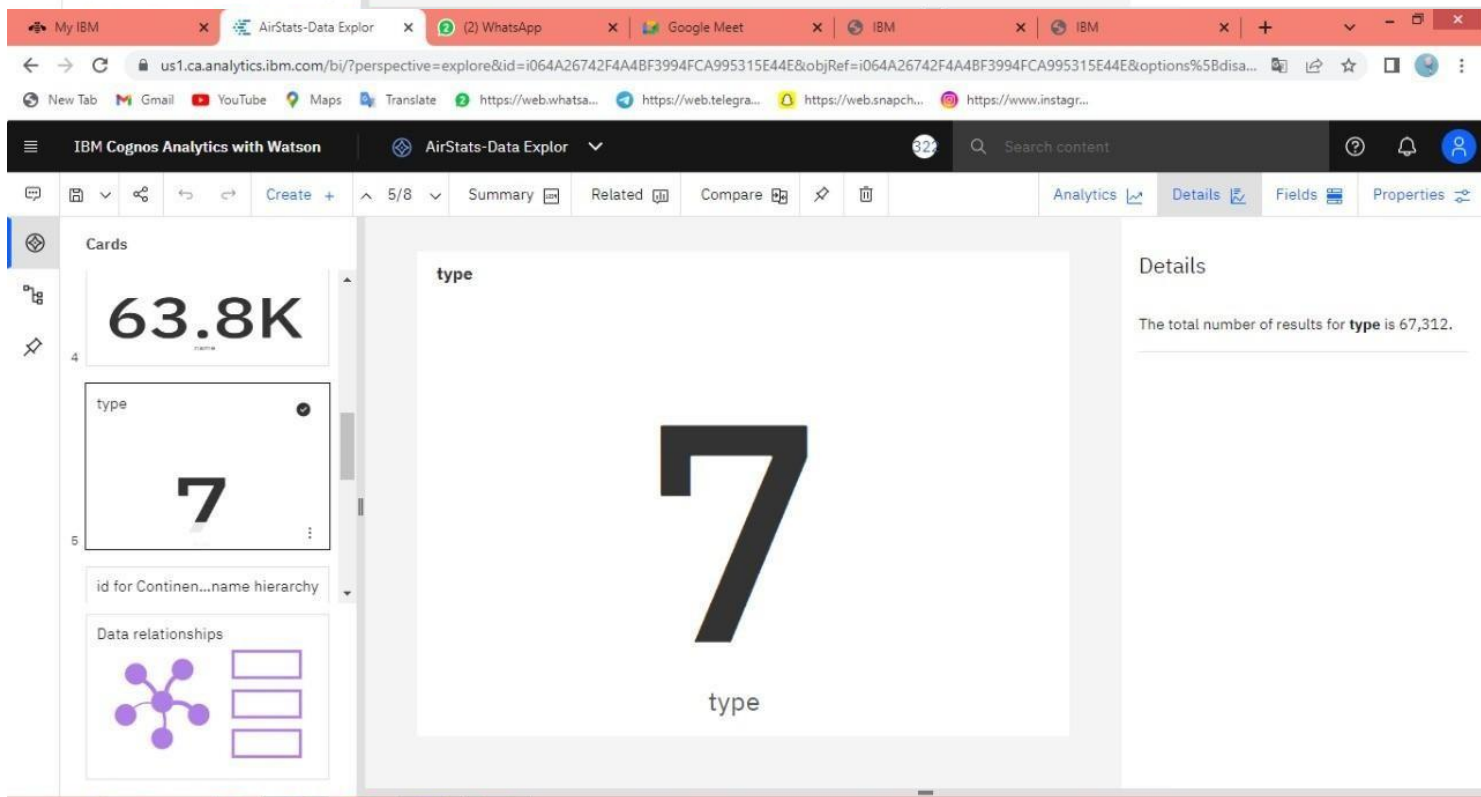 My IBM
AirStats-Data Explor
(2) WhatsApp
Google Meet
IBM
IBM
us1.ca.analytics.ibm.com/bi/?perspective=explore&id=i064A26742F4A4BF3994FCA995315E44E&objRef=i064A26742F4A4BF3994FCA995315E44E&options%5Bdisa...
New Tab Gmail YouTube Maps Translate https://web.whatsa... https://web.telegra... https://web.snapch... https://www.instagr...
IBM Cognos Analytics with Watson
AirStats-Data Explor
322
Search content
Create +
5/8
Summary
Related
Compare
Analytics
Details
Fields
Properties
Cards
63.8K
name
4
type
7
5
id for Continen...name hierarchy
Data relationships
type
7
type
Details
The total number of results for type is 67,312.